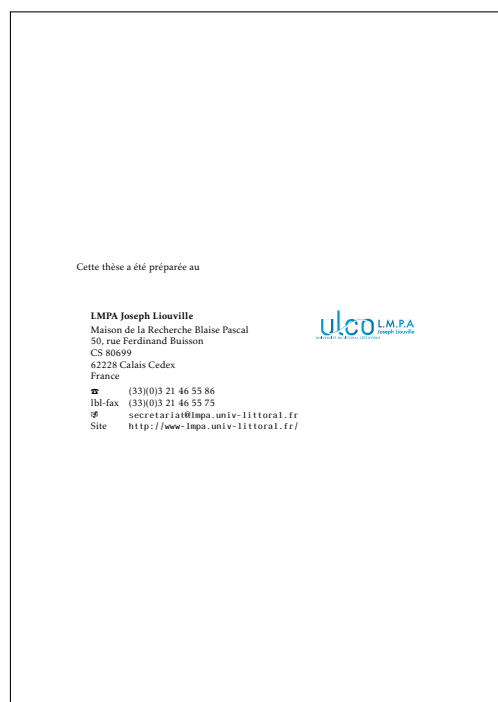 Cette thèse a été préparée au
LMPA Joseph Liouville
Maison de la Recherche Blaise Pascal
50, rue Ferdinand Buisson
CS 80699
62228 Calais Cedex
France
☎ (33)(0)3 21 46 55 86
lbl-fax (33)(0)3 21 46 55 75
secretariat@lmpa.univ-littoral.fr
Site http://www-lmpa.univ-littoral.fr/
ulco L.M.P.A
Joseph Liouville